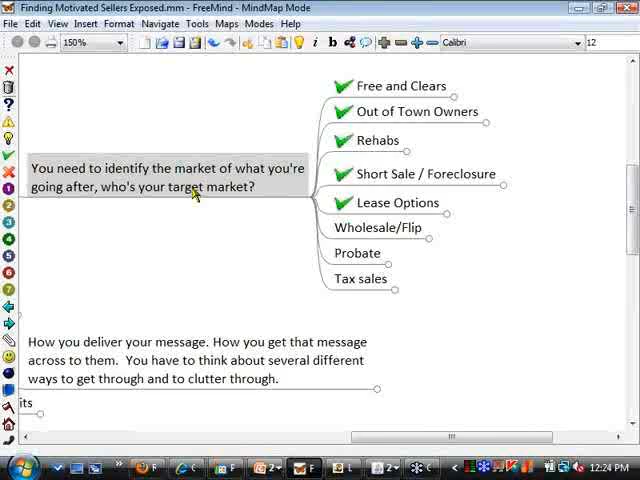 Finding Motivated Sellers Exposed.mm - FreeMind - MindMap Mode
File Edit View Insert Format Navigate Tools Maps Modes Help
150% Calibri 12
Free and Clears
Out of Town Owners
Rehabs
You need to identify the market of what you're
going after, who's your target market?
Short Sale / Foreclosure
Lease Options
Wholesale/Flip
Probate
Tax sales
How you deliver your message. How you get that message
across to them. You have to think about several different
ways to get through and to clutter through.
its
12:24 PM